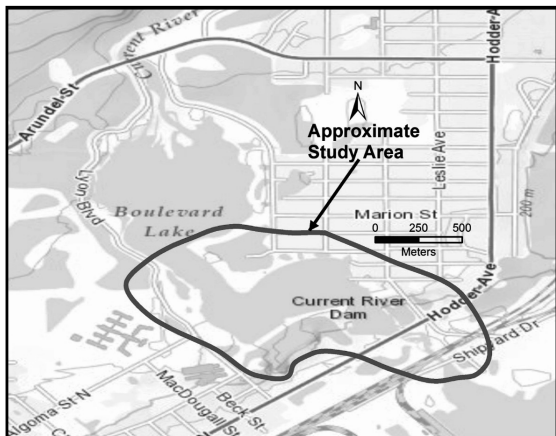 Current River
Hodder-A
Arundel-St
N
Approximate
Study Area
Lyon-Blvd
Leslie Ave
Boulevard
Lake
Marion St
0 250 500
Meters
200 m
Current River
Dam
Hodder-Ave
Shipyard Dr
Beck-St
MacDougall St
Algoma St N